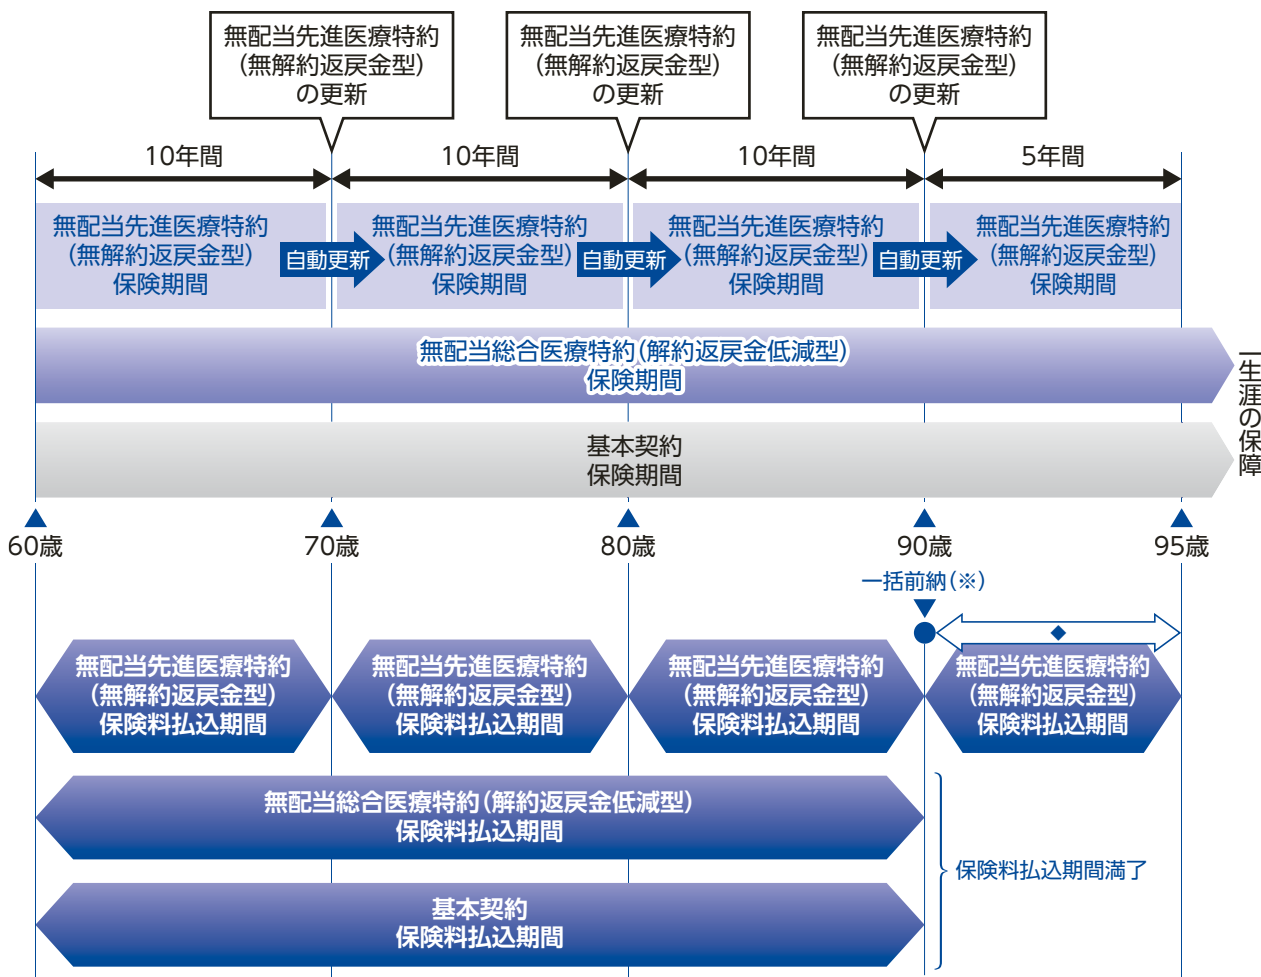 無配当先進医療特約
(無解約返戻金型)
の更新
無配当先進医療特約
(無解約返戻金型)
の更新
無配当先進医療特約
(無解約返戻金型)
の更新
10年間
10年間
10年間
5年間
無配当先進医療特約
(無解約返戻金型)
保険期間
自動更新
無配当先進医療特約
(無解約返戻金型)
保険期間
自動更新
無配当先進医療特約
(無解約返戻金型)
保険期間
自動更新
無配当先進医療特約
(無解約返戻金型)
保険期間
無配当総合医療特約(解約返戻金低減型)
保険期間
基本契約
保険期間
一生涯の保障
60歳
70歳
80歳
90歳
95歳
一括前納(※)
無配当先進医療特約
(無解約返戻金型)
保険料払込期間
無配当先進医療特約
(無解約返戻金型)
保険料払込期間
無配当先進医療特約
(無解約返戻金型)
保険料払込期間
無配当先進医療特約
(無解約返戻金型)
保険料払込期間
無配当総合医療特約(解約返戻金低減型)
保険料払込期間
基本契約
保険料払込期間
保険料払込期間満了